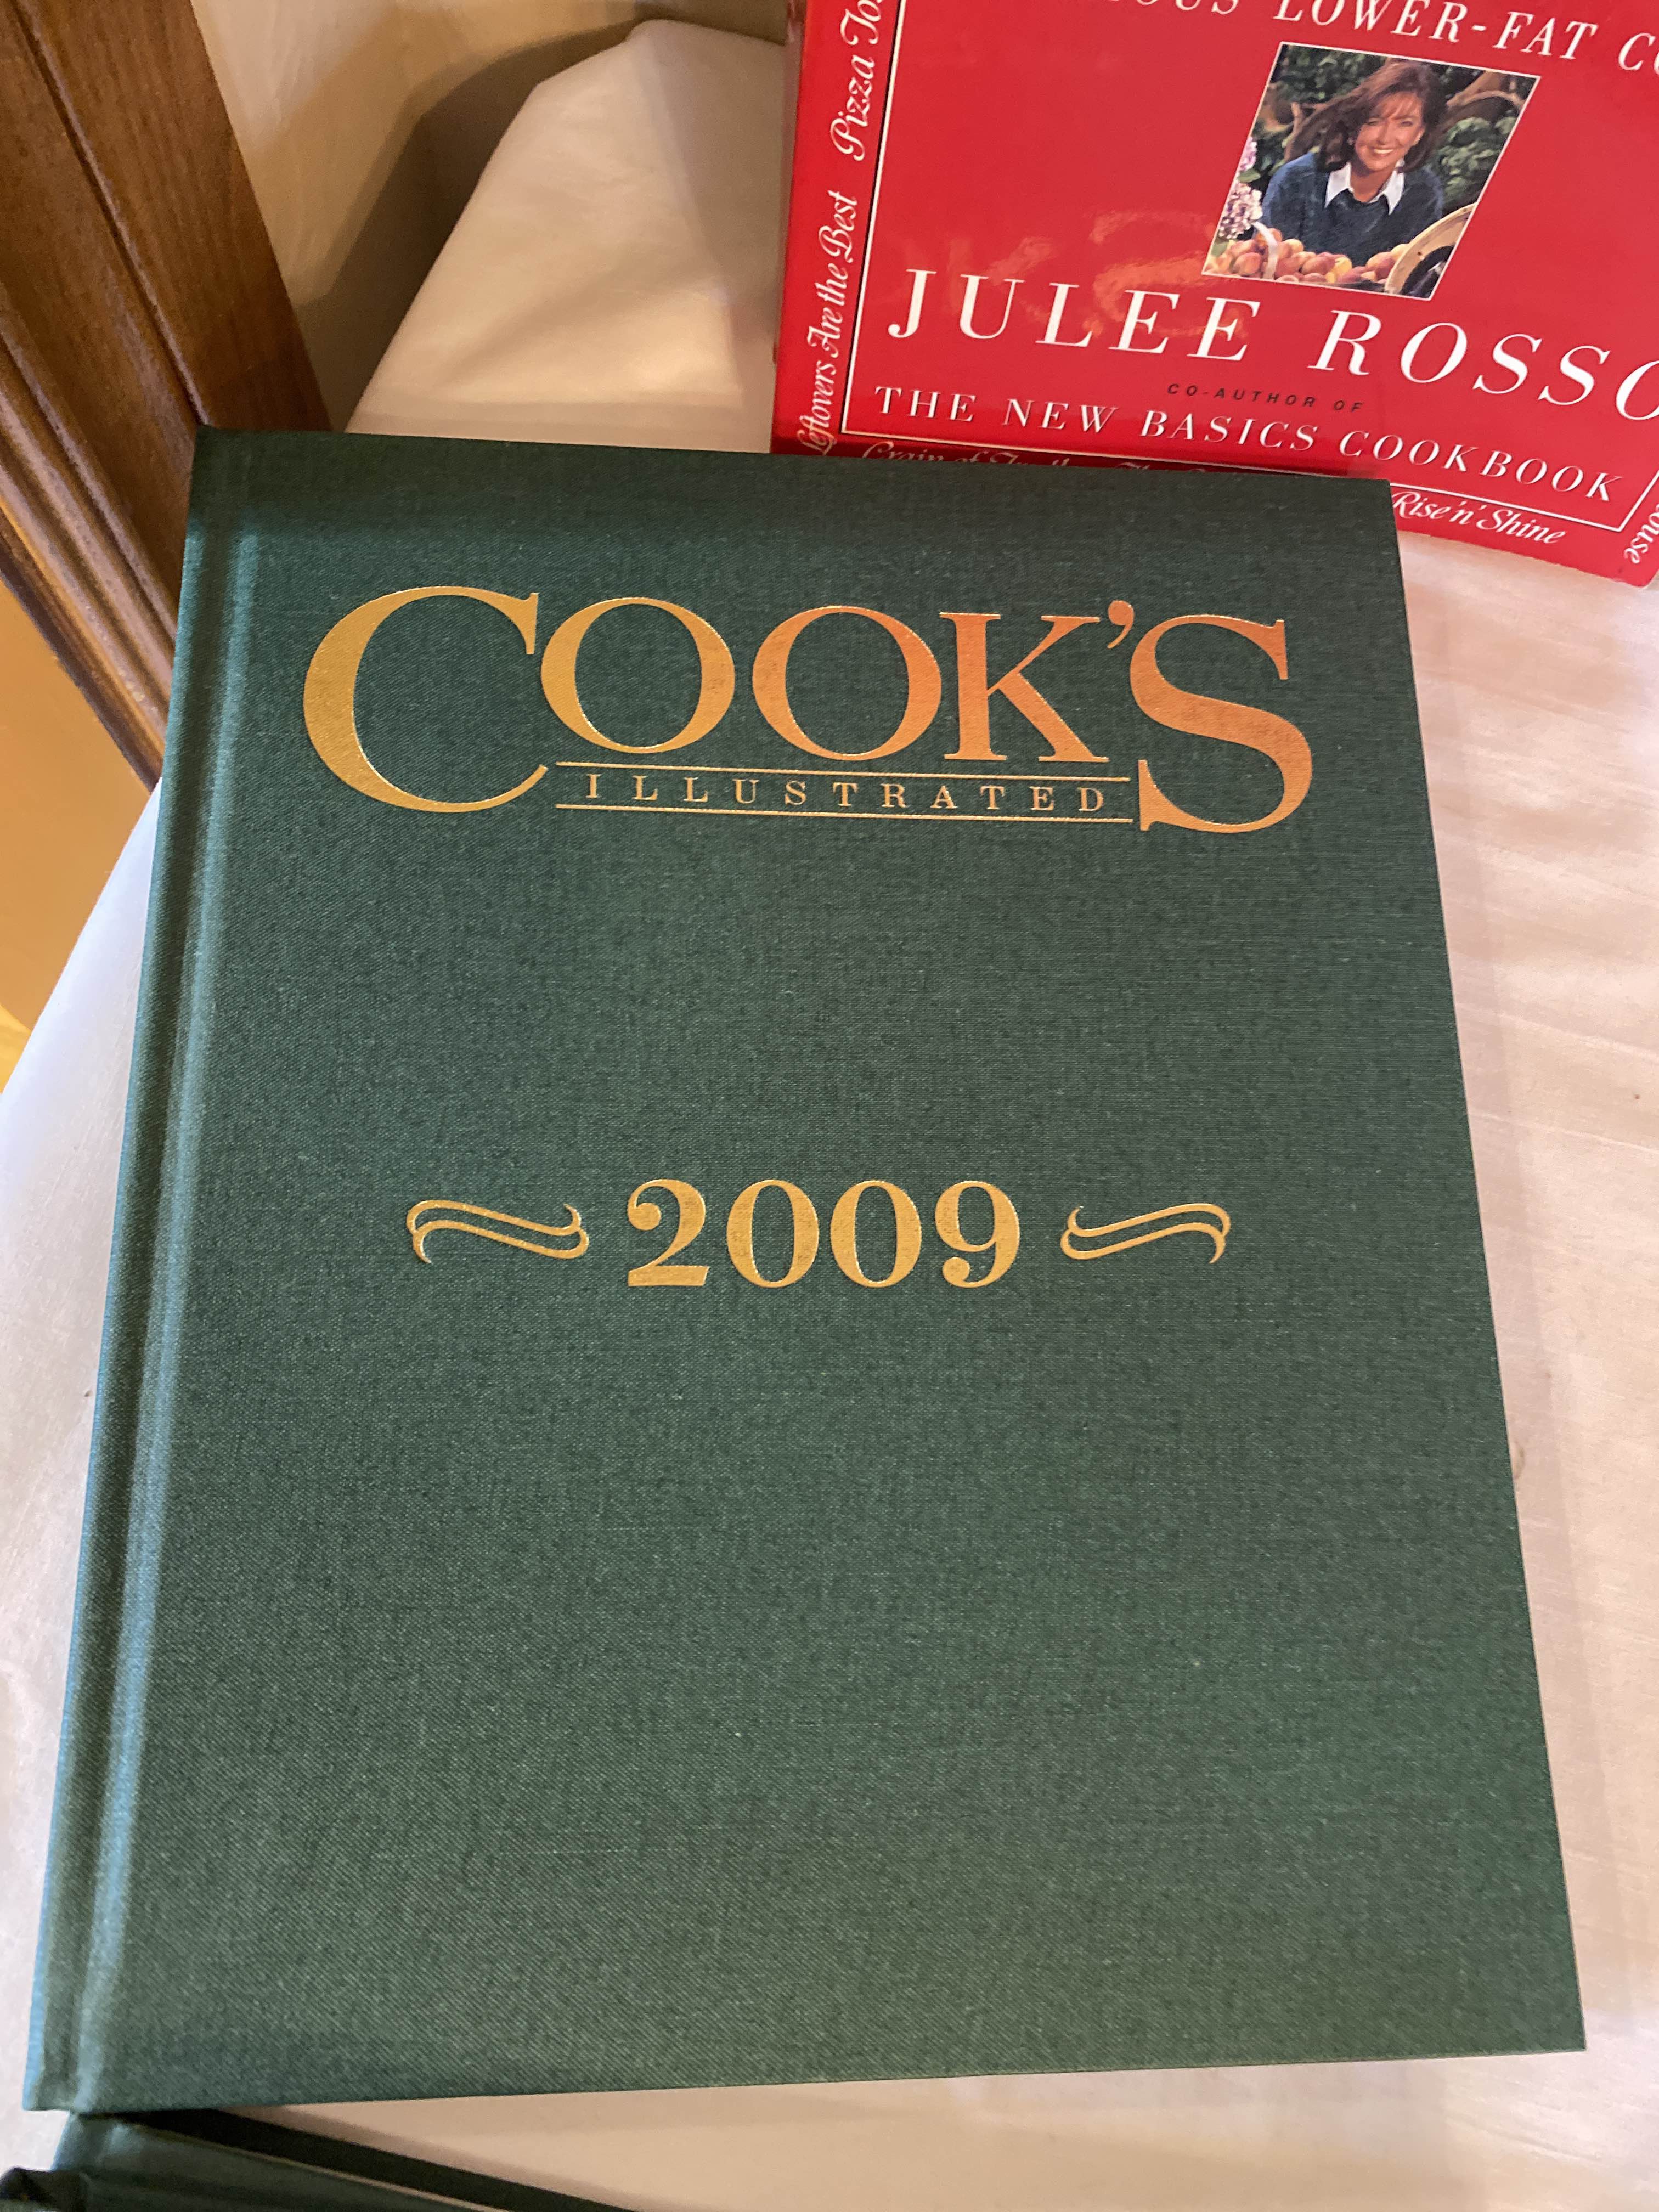 LOWER-FAT
JULEE ROSSO
CO-AUTHOR OF
THE NEW BASICS COOKBOOK
Leftovers Are the Best Pizza
Rise 'n' Shine
COOK'S
ILLUSTRATED
2009